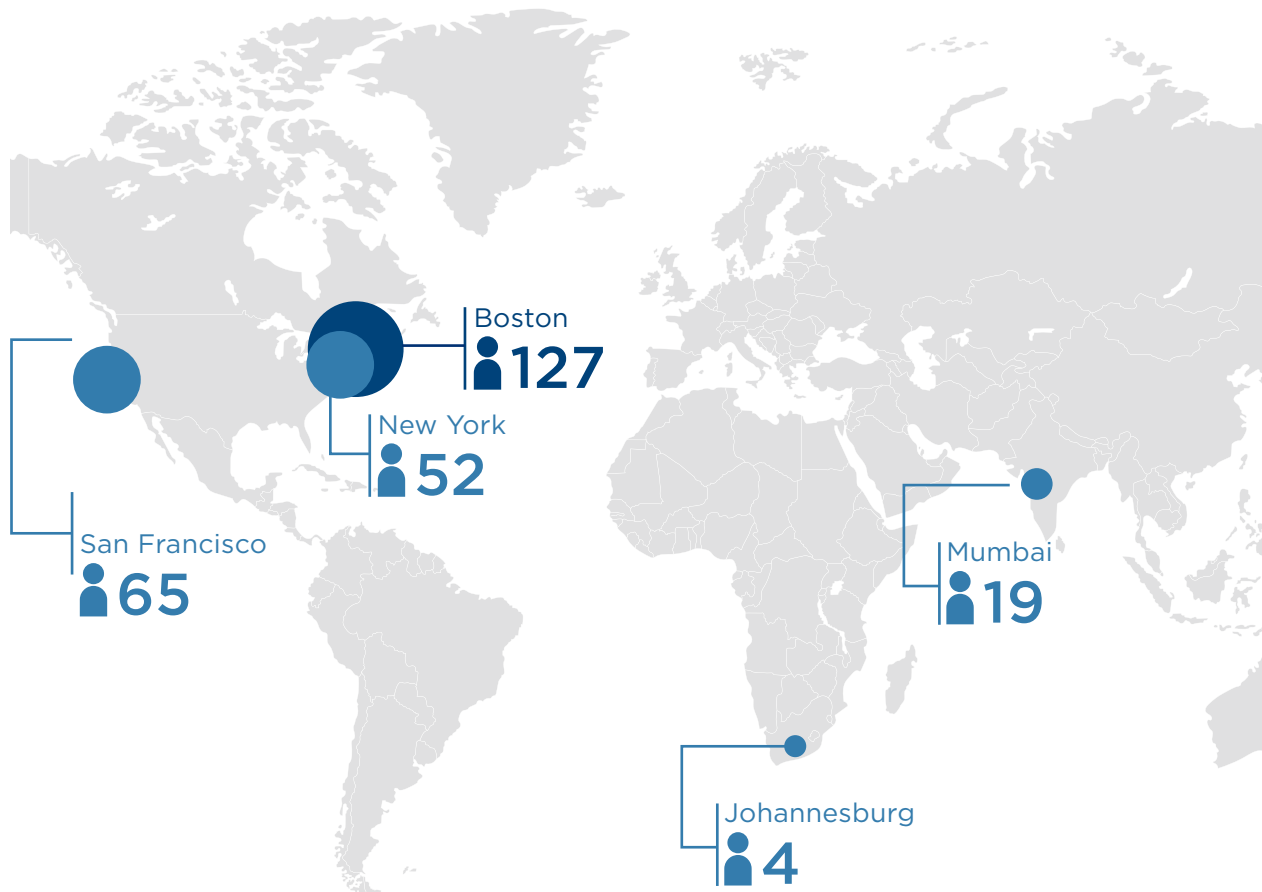 Boston
127
New York
52
San Francisco
65
Mumbai
19
Johannesburg
4